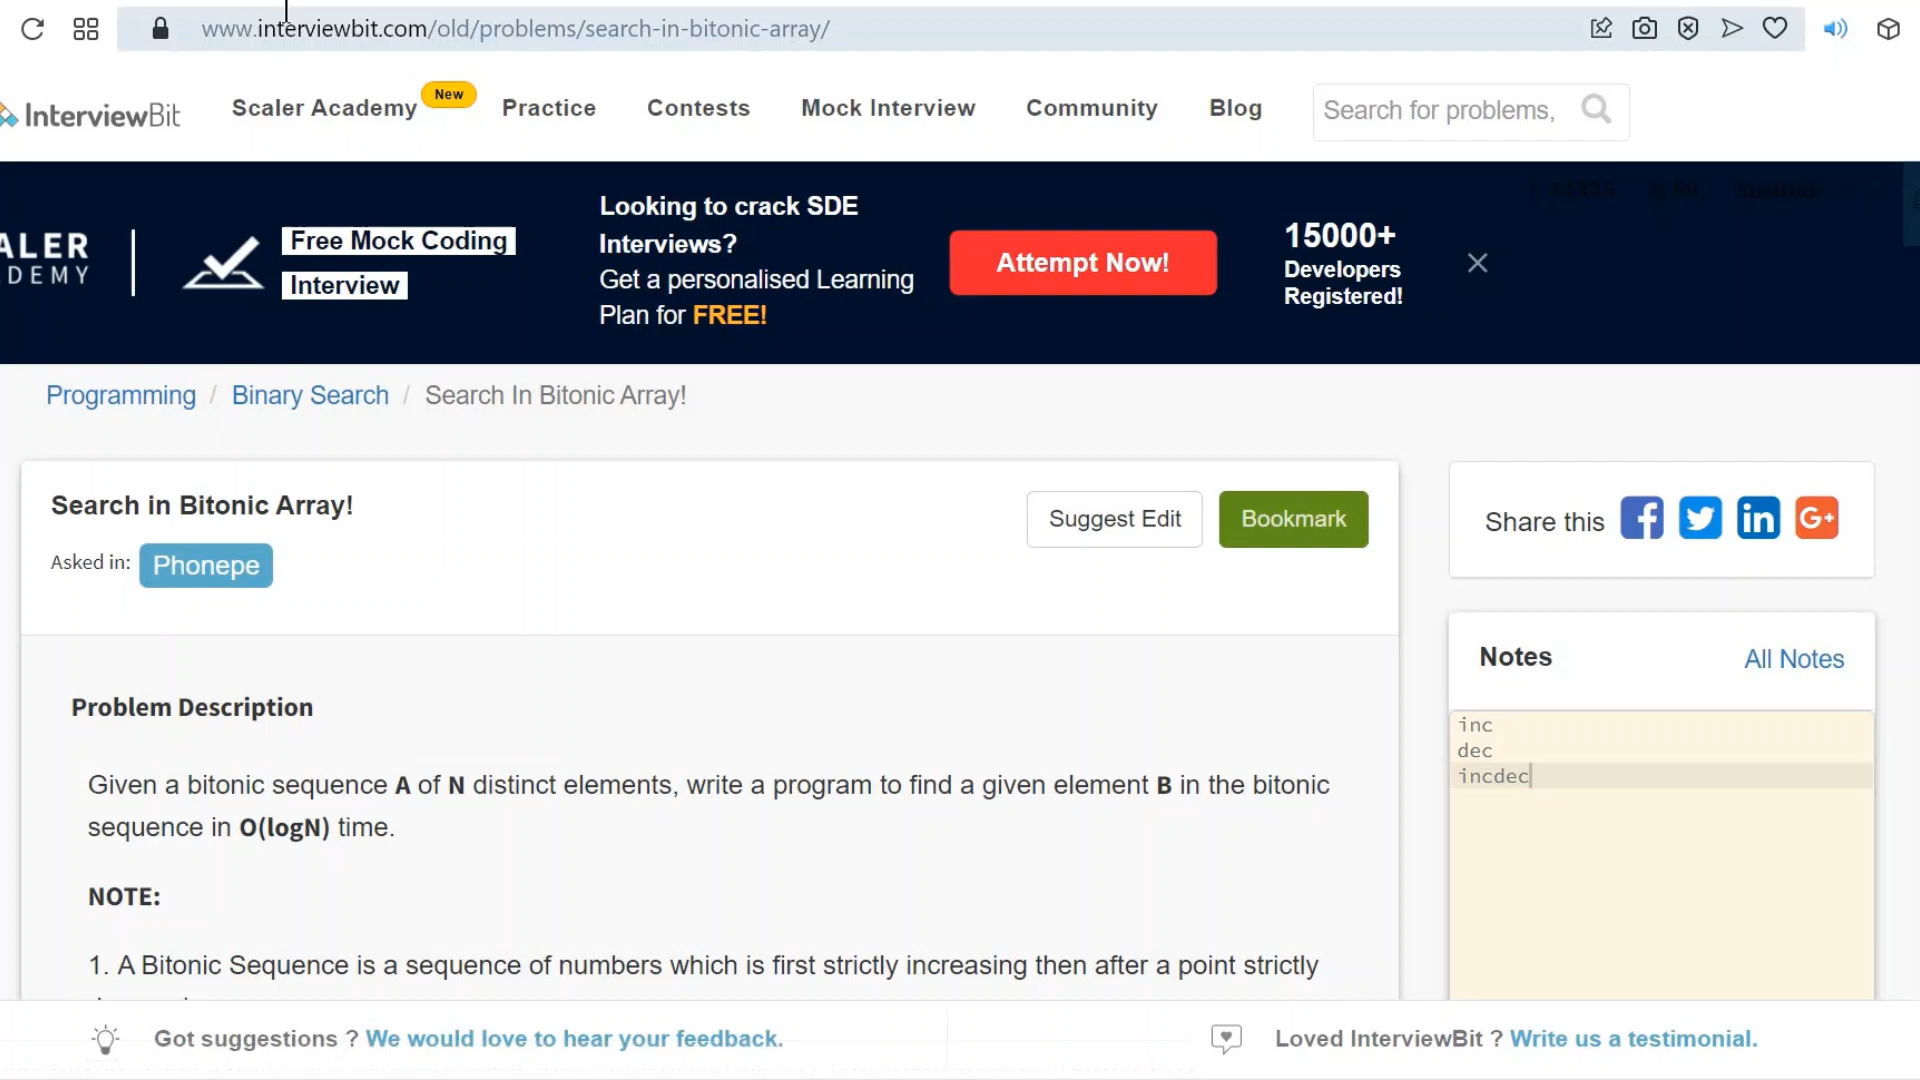 www.interviewbit.com/old/problems/search-in-bitonic-array/
InterviewBit
Scaler Academy
New
Practice
Contests
Mock Interview
Community
Blog
Search for problems,
ALER
DEMY
Free Mock Coding
Interview
Looking to crack SDE
Interviews?
Get a personalised Learning
Plan for FREE!
Attempt Now!
15000+
Developers
Registered!
Programming / Binary Search / Search In Bitonic Array!
Search in Bitonic Array!
Asked in: Phonepe
Suggest Edit
Bookmark
Share this
Problem Description
Given a bitonic sequence A of N distinct elements, write a program to find a given element B in the bitonic
sequence in O(logN) time.
NOTE:
1. A Bitonic Sequence is a sequence of numbers which is first strictly increasing then after a point strictly
Notes
All Notes
inc
dec
incdec
Got suggestions ? We would love to hear your feedback.
Loved InterviewBit ? Write us a testimonial.